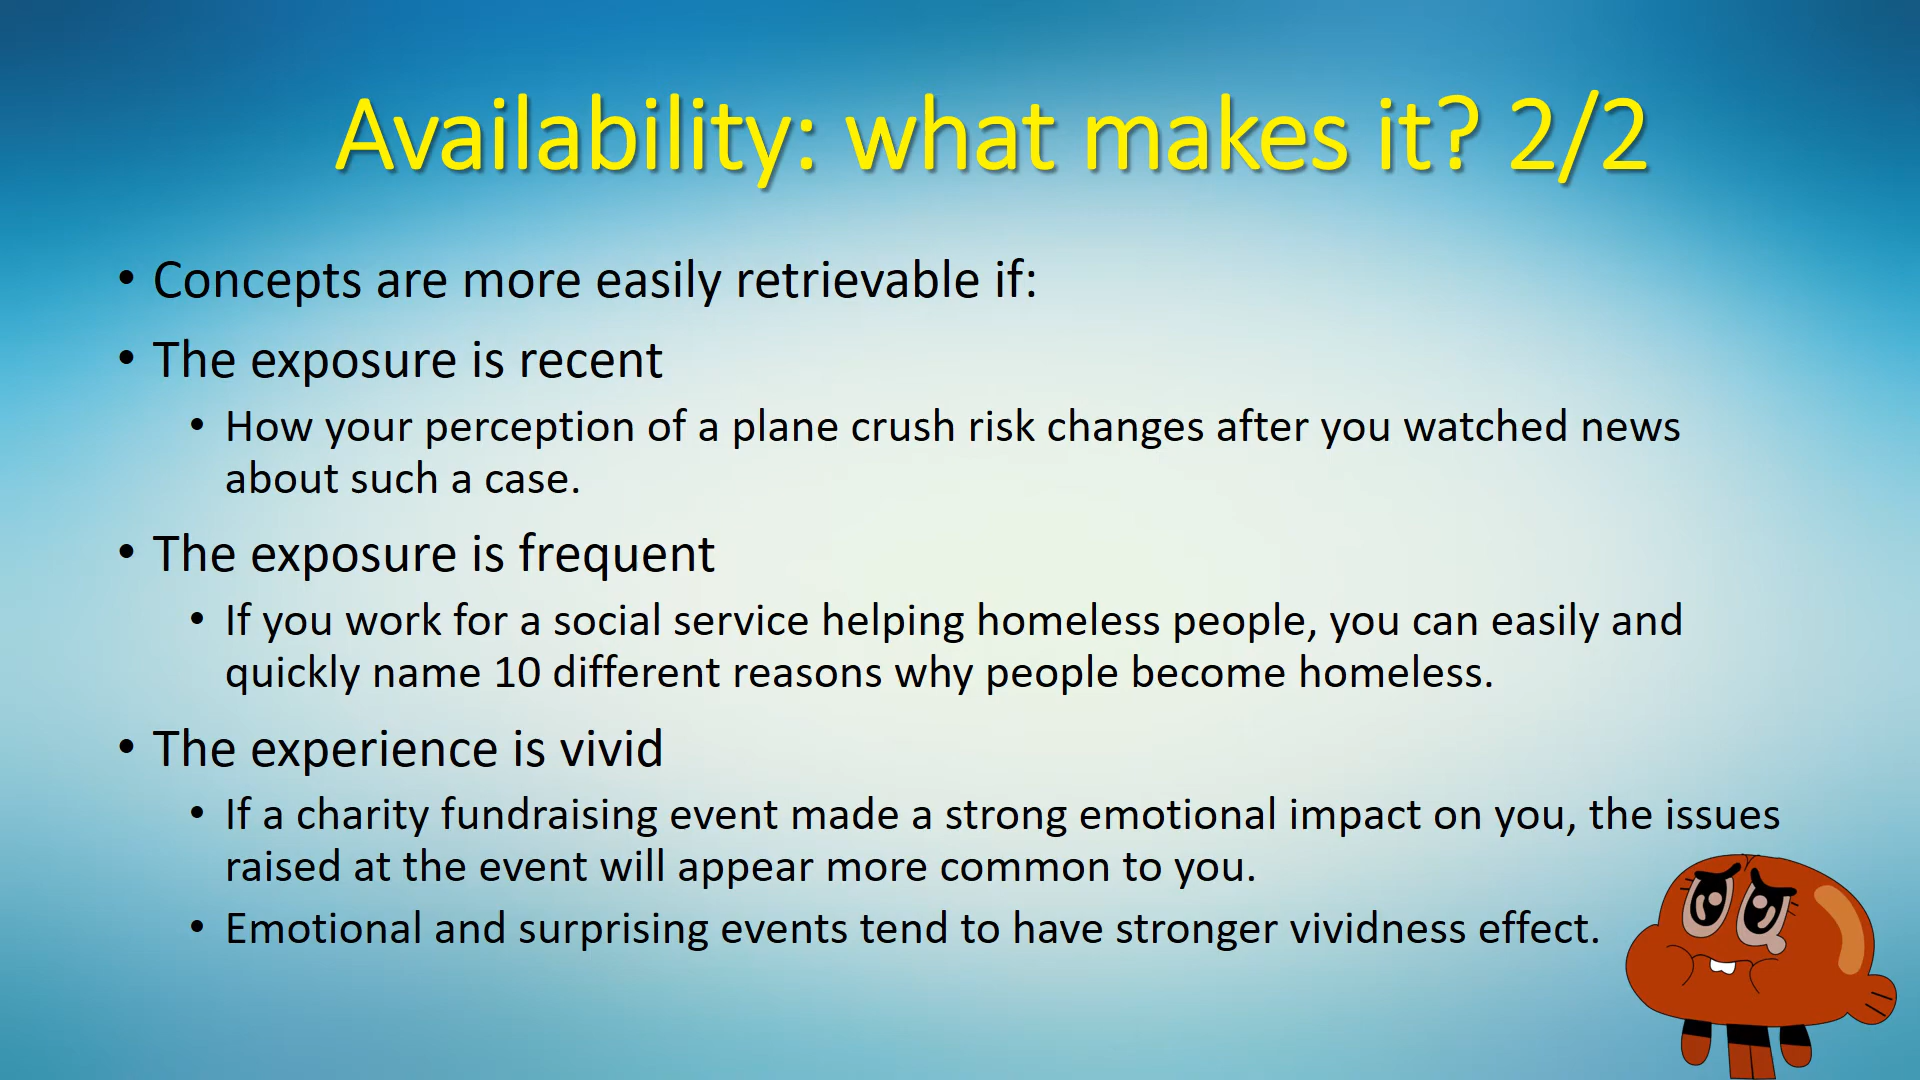 Availability: what makes it? 2/2
• Concepts are more easily retrievable if:
• The exposure is recent
• How your perception of a plane crush risk changes after you watched news
about such a case.
• The exposure is frequent
• If you work for a social service helping homeless people, you can easily and
quickly name 10 different reasons why people become homeless.
• The experience is vivid
• If a charity fundraising event made a strong emotional impact on you, the issues
raised at the event will appear more common to you.
• Emotional and surprising events tend to have stronger vividness effect.